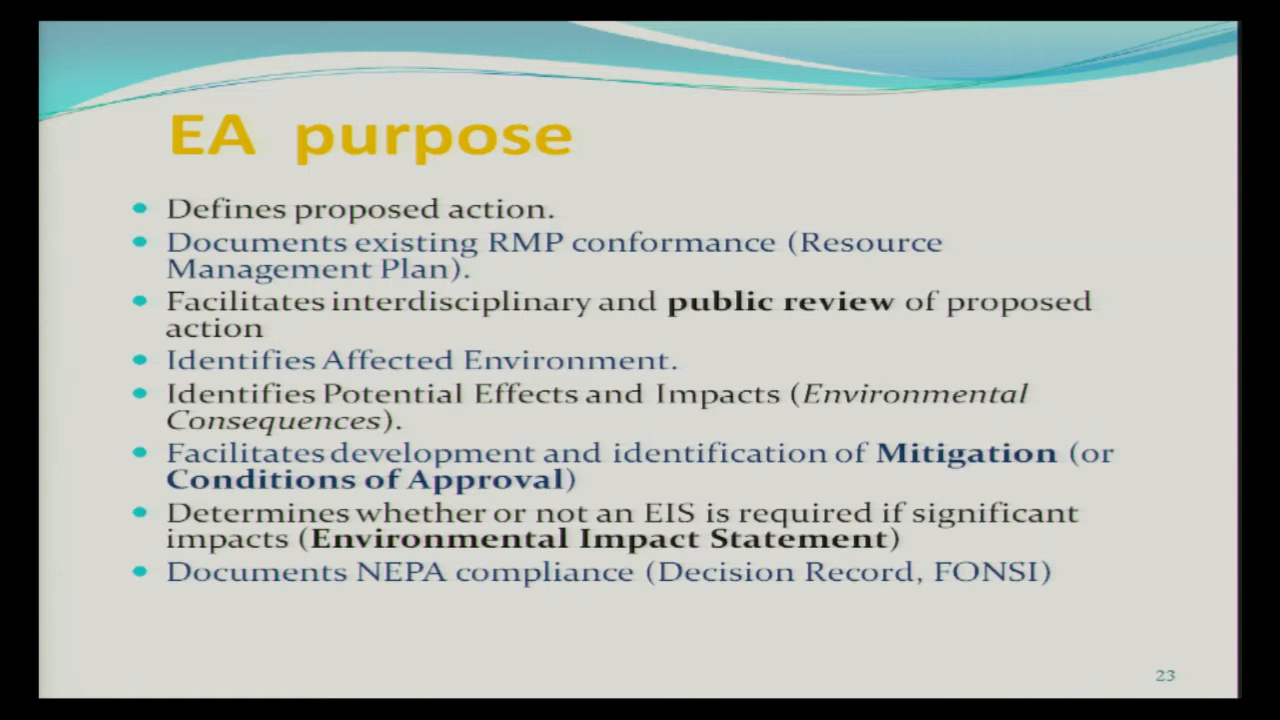 EA purpose
• Defines proposed action.
• Documents existing RMP conformance (Resource
Management Plan).
• Facilitates interdisciplinary and public review of proposed
action
• Identifies Affected Environment.
• Identifies Potential Effects and Impacts (Environmental
Consequences).
• Facilitates development and identification of Mitigation (or
Conditions of Approval)
• Determines whether or not an EIS is required if significant
impacts (Environmental Impact Statement)
• Documents NEPA compliance (Decision Record, FONSI)
23